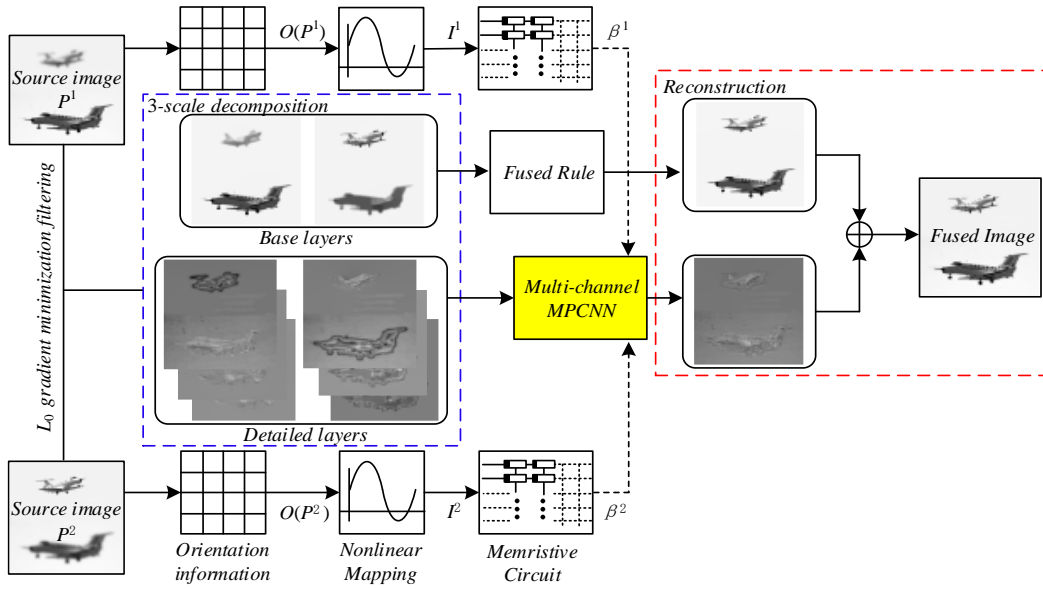 O(P¹)
I¹
β¹
Source image
P¹
3-scale decomposition
Reconstruction
Fused Rule
Base layers
L₀ gradient minimization filtering
Fused Image
Multi-channel
MPCNN
Detailed layers
Source image
P²
O(P²)
I²
β²
Orientation
information
Nonlinear
Mapping
Memristive
Circuit